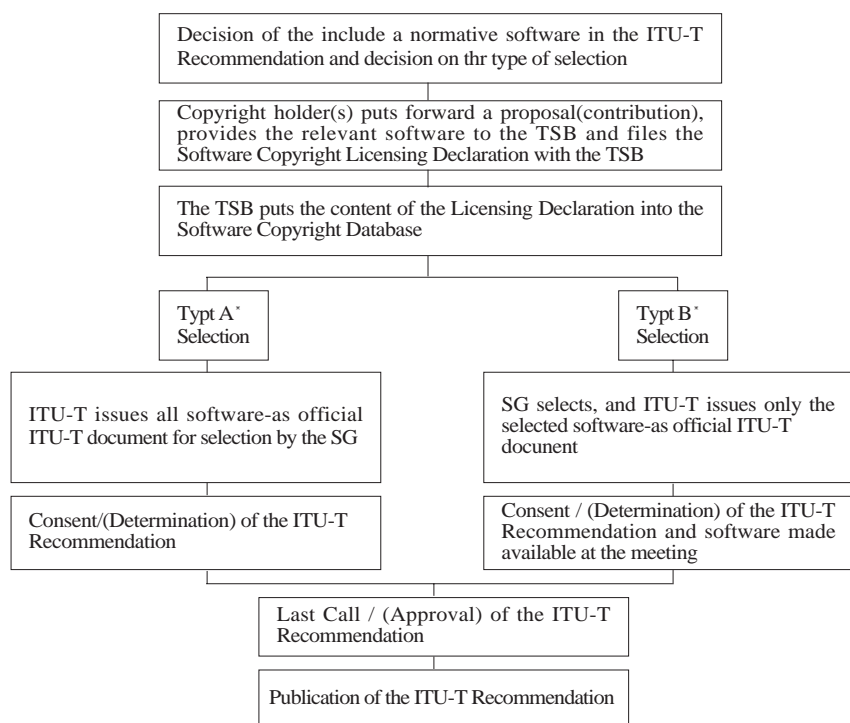 Decision of the include a normative software in the ITU-T
Recommendation and decision on thr type of selection
Copyright holder(s) puts forward a proposal(contribution),
provides the relevant software to the TSB and files the
Software Copyright Licensing Declaration with the TSB
The TSB puts the content of the Licensing Declaration into the
Software Copyright Database
Typt A*
Selection
Typt B*
Selection
ITU-T issues all software-as official
ITU-T document for selection by the SG
SG selects, and ITU-T issues only the
selected software-as official ITU-T
docunent
Consent/(Determination) of the ITU-T
Recommendation
Consent / (Determination) of the ITU-T
Recommendation and software made
available at the meeting
Last Call / (Approval) of the ITU-T
Recommendation
Publication of the ITU-T Recommendation